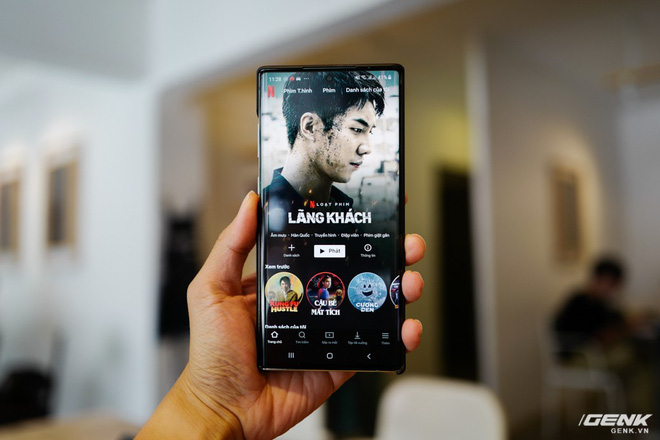 11:28
N Phim T.hình Phim Danh sách của
N LOẠT PHIM
LÃNG KHÁCH
Âm mưu · Hàn Quốc · Truyền hình · Điệp viên · Phim giật gân
+ Danh sách
Phát
Thông tin
Xem trước
KUNG FU
HUSTLE
CẬU BÉ
MẤT TÍCH
CUƠNG
ĐEN
Danh sách của tôi
Trang chủ
Tìm kiếm
Sắp ra mắt
Tệp tải xuống
Thêm
GENK
GENK.VN